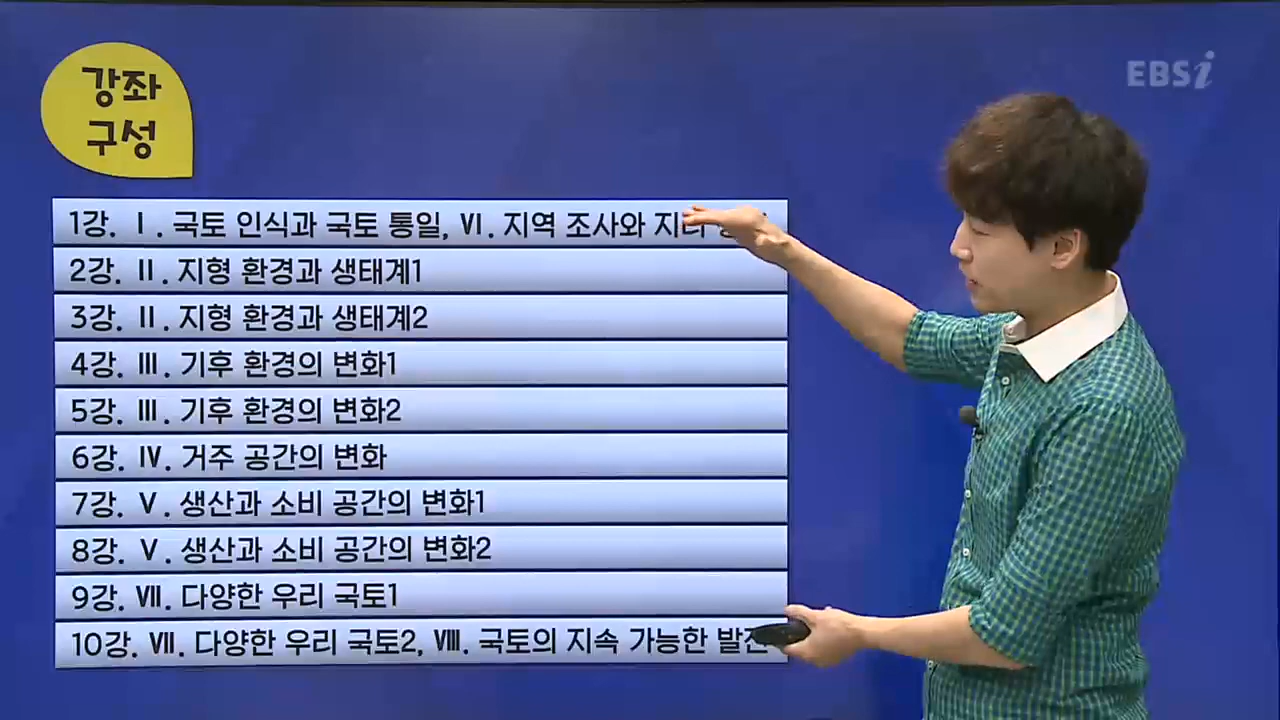 강좌
구성
EBSi
1강. Ⅰ. 국토 인식과 국토 통일, Ⅵ. 지역 조사와 지리
2강. Ⅱ. 지형 환경과 생태계1
3강. Ⅱ. 지형 환경과 생태계2
4강. Ⅲ. 기후 환경의 변화1
5강. Ⅲ. 기후 환경의 변화2
6강. Ⅳ. 거주 공간의 변화
7강. Ⅴ. 생산과 소비 공간의 변화1
8강. Ⅴ. 생산과 소비 공간의 변화2
9강. Ⅶ. 다양한 우리 국토1
10강. Ⅶ. 다양한 우리 국토2, Ⅷ. 국토의 지속 가능한 발전